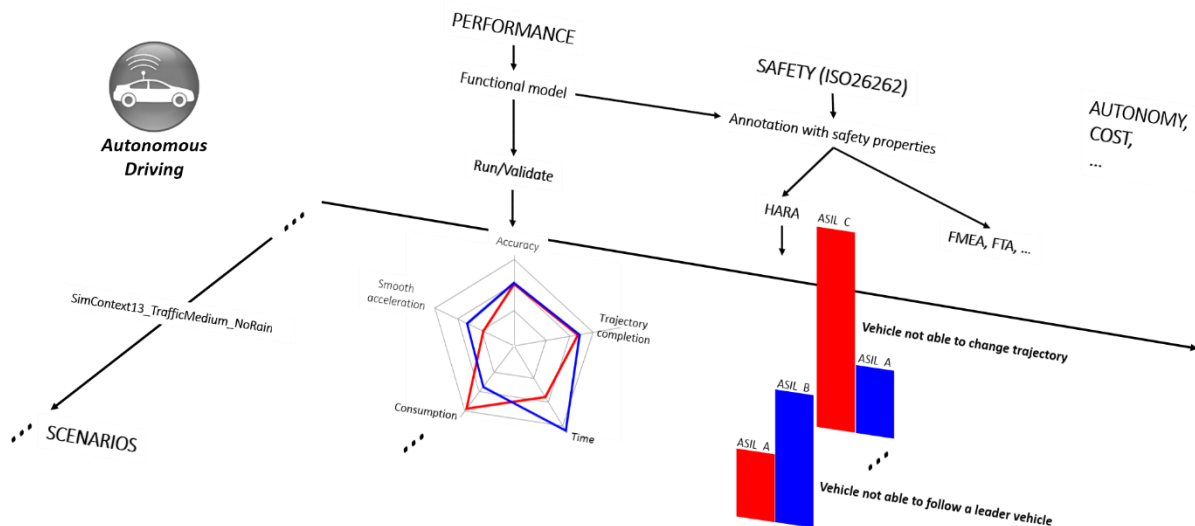 PERFORMANCE
Functional model
SAFETY (ISO26262)
Annotation with safety properties
AUTONOMY,
COST,
...
Autonomous
Driving
Run/Validate
HARA
FMEA, FTA, ...
ASIL C
Accuracy
Smooth
acceleration
Trajectory
completion
Consumption
Time
SimContext13_TrafficMedium_NoRain
SCENARIOS
Vehicle not able to change trajectory
ASIL A
ASIL B
ASIL A
Vehicle not able to follow a leader vehicle